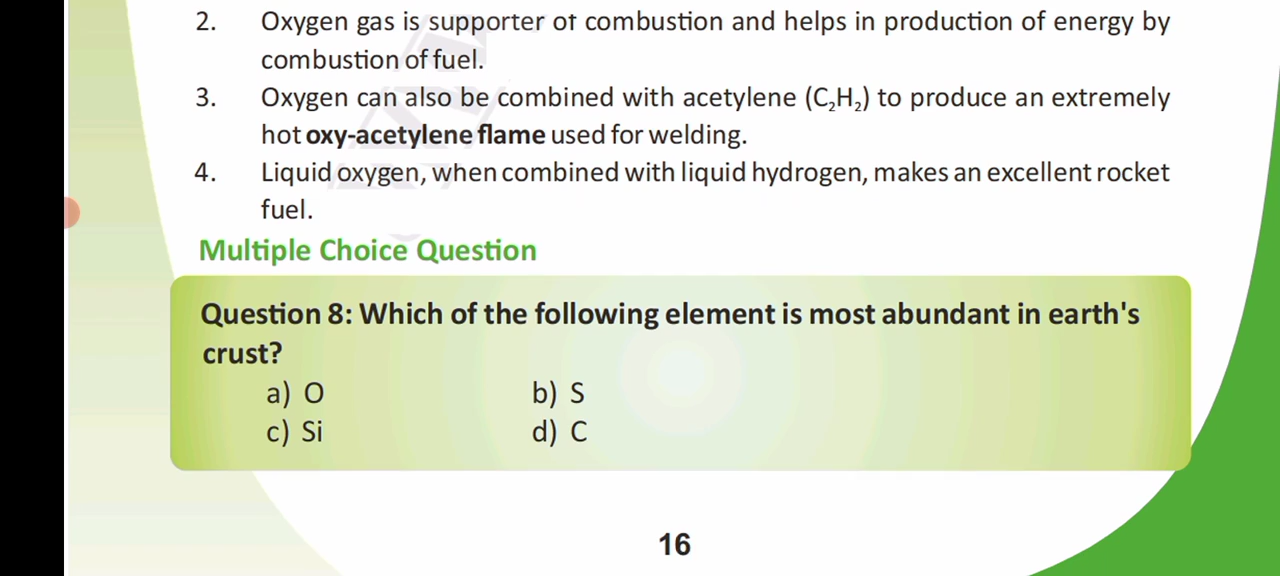 2. Oxygen gas is supporter of combustion and helps in production of energy by
combustion of fuel.
3. Oxygen can also be combined with acetylene (C₂H₂) to produce an extremely
hot oxy-acetylene flame used for welding.
4. Liquid oxygen, when combined with liquid hydrogen, makes an excellent rocket
fuel.
Multiple Choice Question
Question 8: Which of the following element is most abundant in earth's
crust?
a) O b) S
c) Si d) C
16